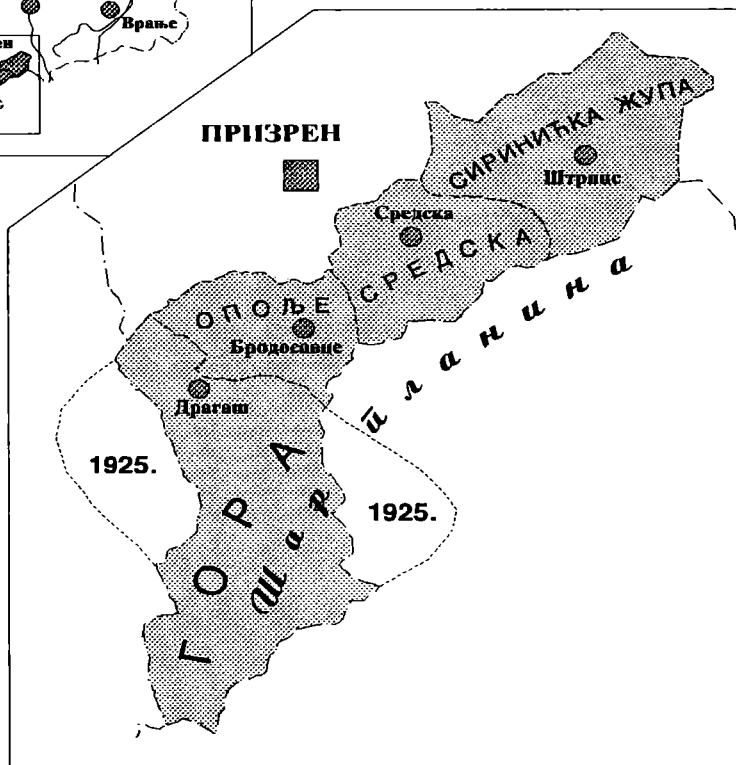 Врање
ПРИЗРЕН
СИРИНИЋКА ЖУПА
Штрпце
Средска
СРЕДСКА
ОПОЉЕ
Бродосавце
Драгаш
ГОРА
Шар планина
1925.
1925.